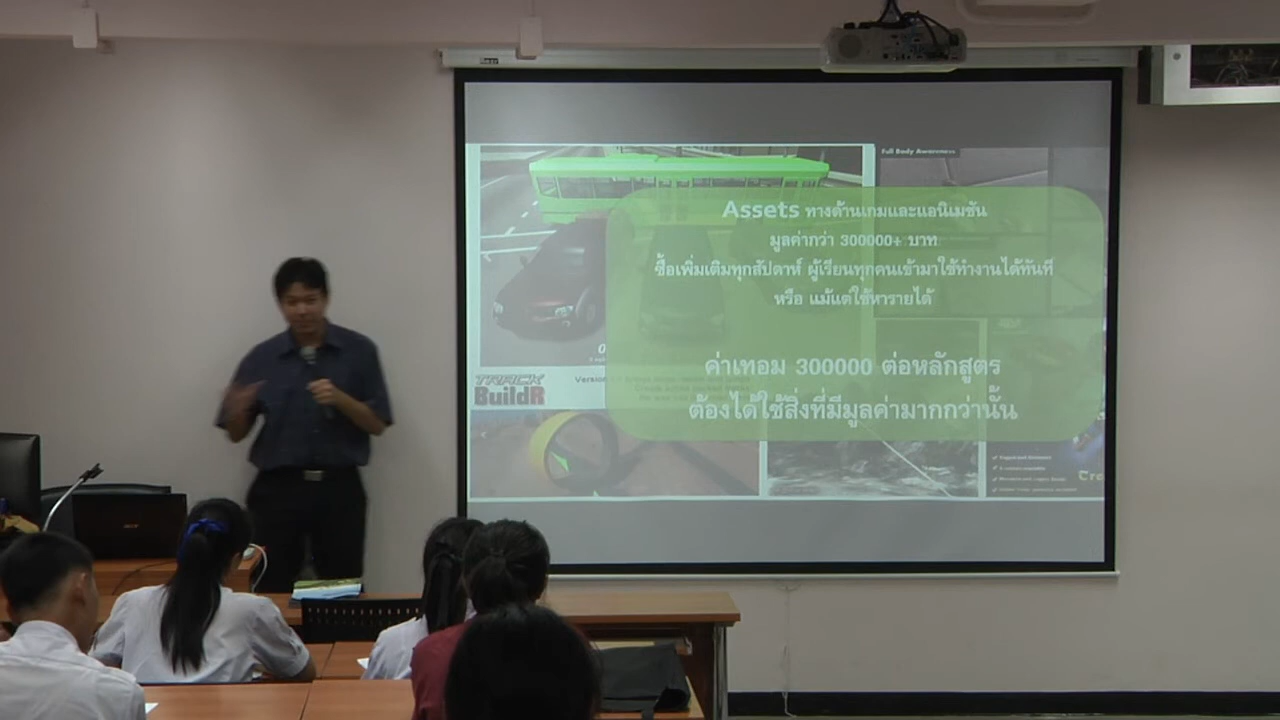 Full Body Awareness
Assets ทางด้านเกมและแอนิเมชัน
มูลค่ากว่า 300000+ บาท
ซื้อเพิ่มเติมทุกสัปดาห์ ผู้เรียนทุกคนเข้ามาใช้ทำงานได้ทันที
หรือ แม้แต่ใช้หารายได้
ค่าเทอม 300000 ต่อหลักสูตร
ต้องได้ใช้สิ่งที่มีมูลค่ามากกว่านั้น
TRACK
BuildR
Version
Cre
acer